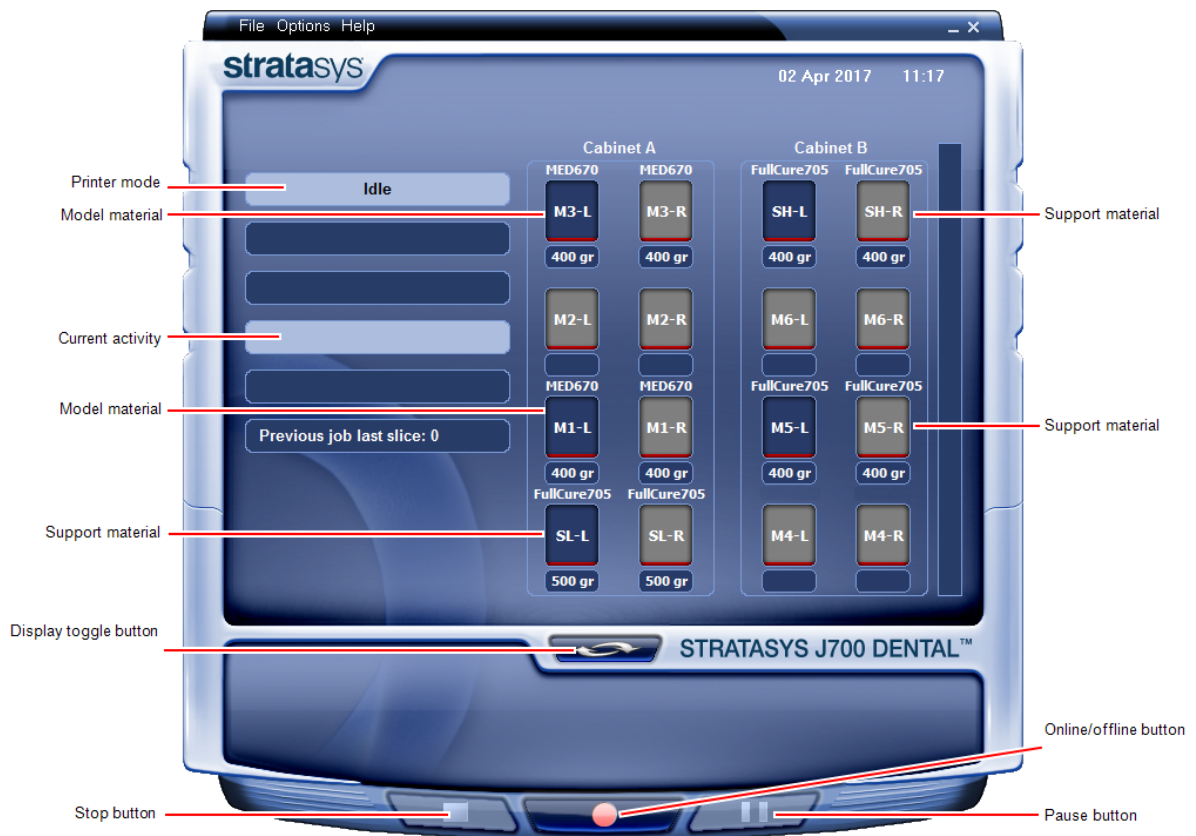 File Options Help
stratasys
02 Apr 2017 11:17
Cabinet A
Cabinet B
MED670 MED670
FullCure705 FullCure705
Printer mode
Idle
Model material
M3-L M3-R
SH-L SH-R
Support material
400 gr 400 gr
400 gr 400 gr
M2-L M2-R
M6-L M6-R
Current activity
MED670 MED670
FullCure705 FullCure705
Model material
M1-L M1-R
M5-L M5-R
Support material
Previous job last slice: 0
400 gr 400 gr
400 gr 400 gr
FullCure705 FullCure705
Support material
SL-L SL-R
M4-L M4-R
500 gr 500 gr
Display toggle button
STRATASYS J700 DENTAL™
Online/offline button
Stop button
Pause button